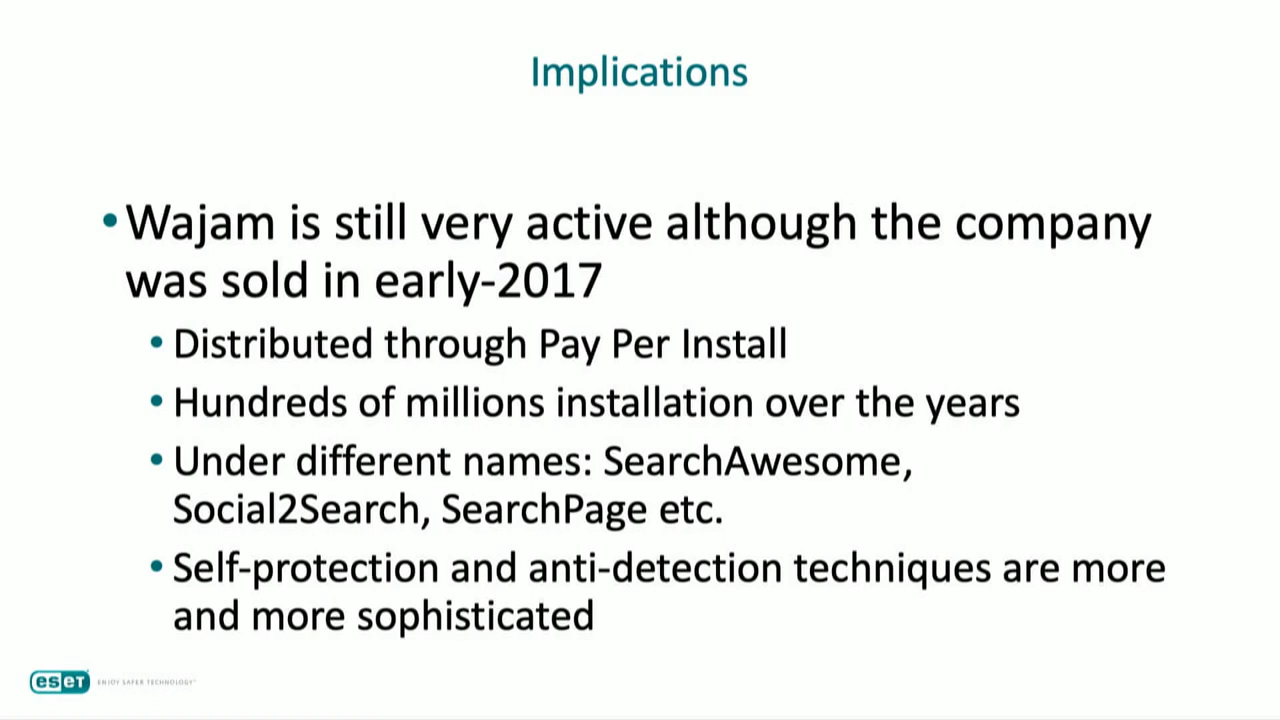 Implications
•Wajam is still very active although the company
was sold in early-2017
•Distributed through Pay Per Install
•Hundreds of millions installation over the years
•Under different names: SearchAwesome,
Social2Search, SearchPage etc.
•Self-protection and anti-detection techniques are more
and more sophisticated
eseT ENJOY SAFER TECHNOLOGY™